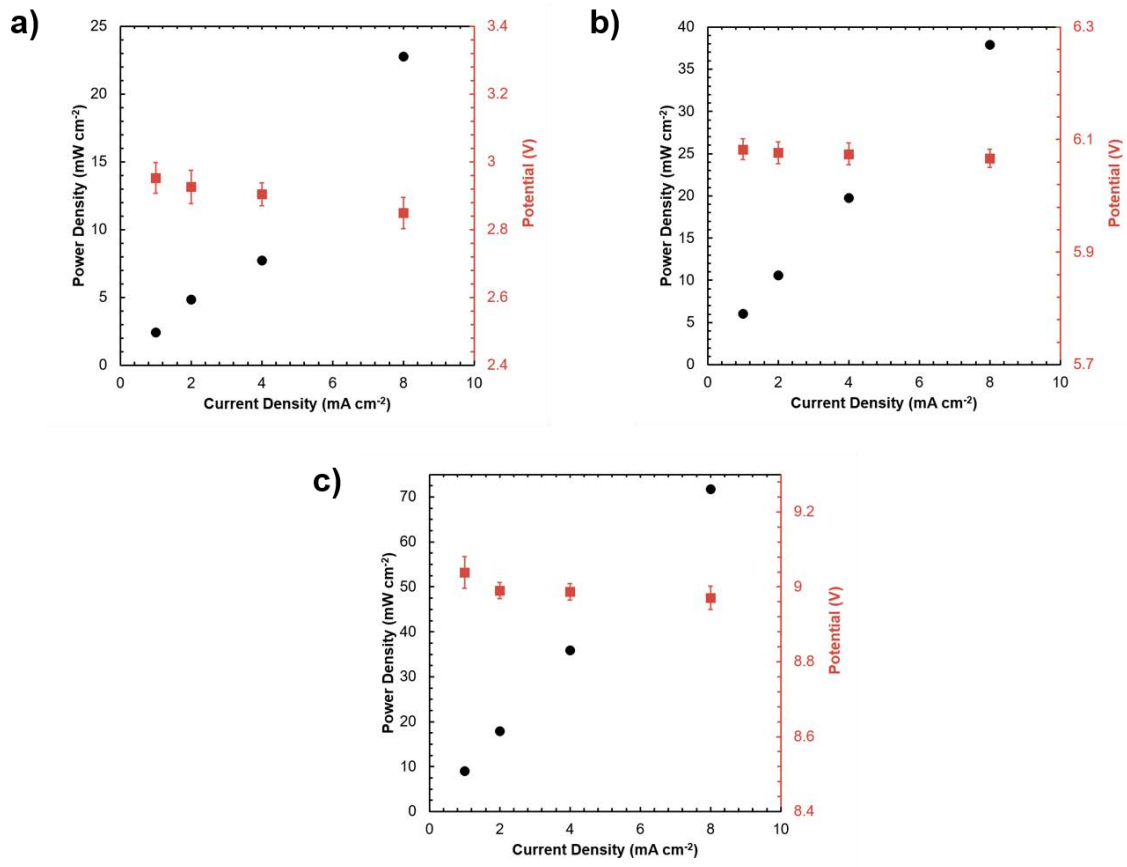 a)
25
20
15
10
5
0
Power Density (mW cm⁻²)
3.4
3.2
3
2.8
2.6
2.4
Potential (V)
0 2 4 6 8 10
Current Density (mA cm⁻²)
b)
40
35
30
25
20
15
10
5
0
Power Density (mW cm⁻²)
6.3
6.1
5.9
5.7
Potential (V)
0 2 4 6 8 10
Current Density (mA cm⁻²)
c)
70
60
50
40
30
20
10
0
Power Density (mW cm⁻²)
9.2
9
8.8
8.6
8.4
Potential (V)
0 2 4 6 8 10
Current Density (mA cm⁻²)